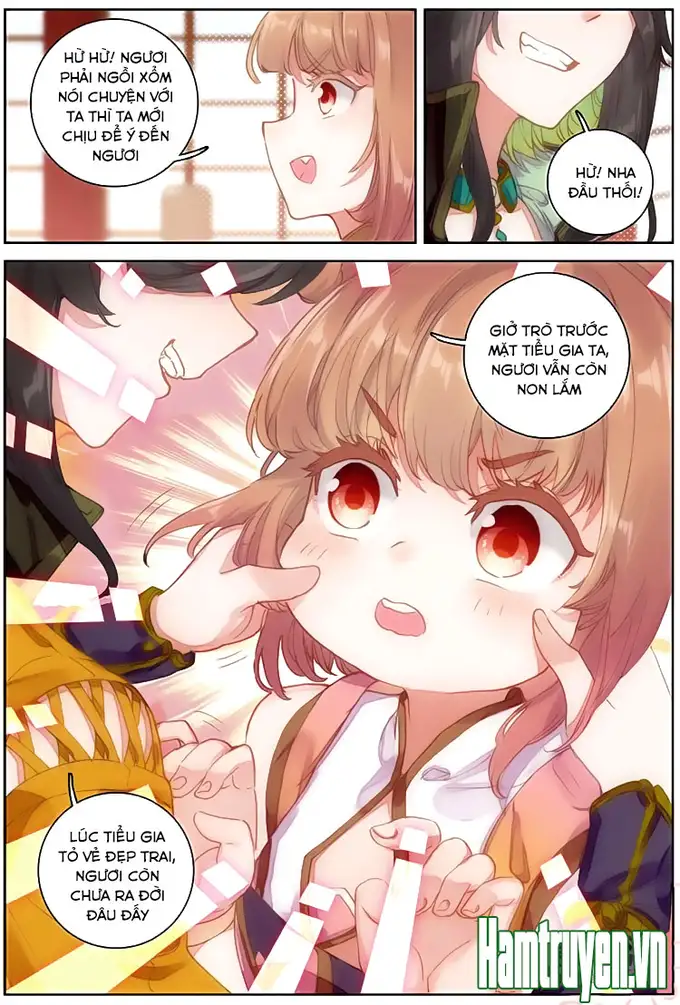 HỪ HỪ! NGƯƠI
PHẢI NGỒI XỔM
NÓI CHUYỆN VỚI
TA THÌ TA MỚI
CHỊU ĐỂ Ý ĐẾN
NGƯƠI
HỪ! NHA
ĐẦU THỐI!
GIỞ TRÒ TRƯỚC
MẶT TIỂU GIA TA,
NGƯƠI VẪN CÒN
NON LẮM
LÚC TIỂU GIA
TỎ VẺ ĐẸP TRAI,
NGƯƠI CÒN
CHƯA RA ĐỜI
ĐÂU ĐẤY
Hamtruyen.vn